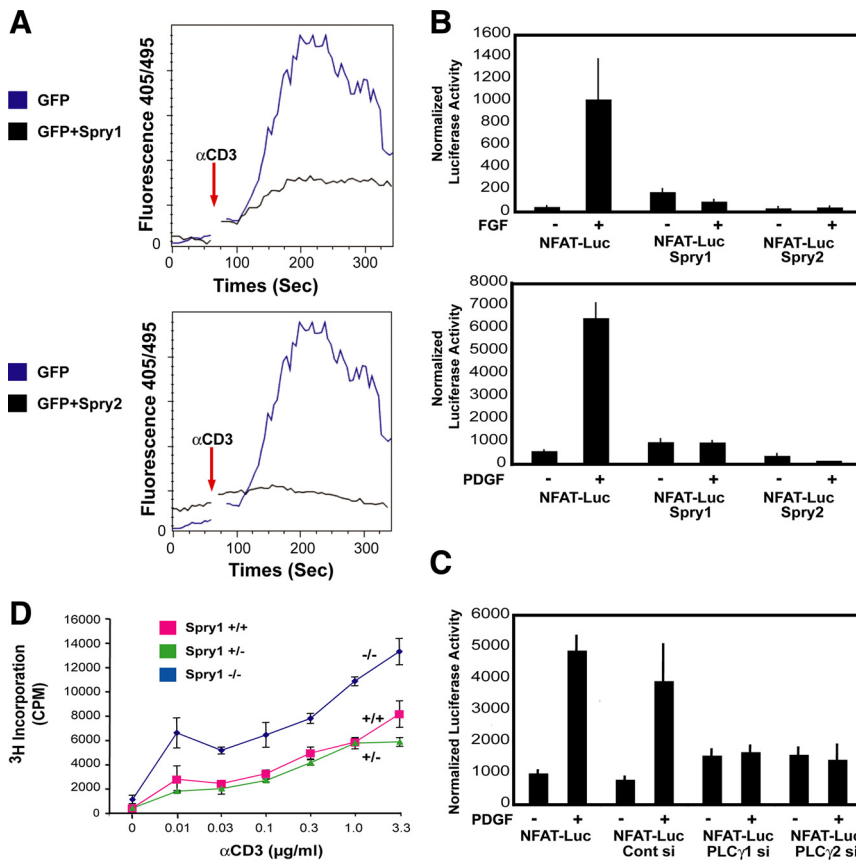 A
GFP
GFP+Spry1
Fluorescence 405/495
αCD3
0
0 100 200 300
Times (Sec)
GFP
GFP+Spry2
Fluorescence 405/495
αCD3
0
0 100 200 300
Times (Sec)
B
Normalized
Luciferase Activity
1600
1400
1200
1000
800
600
400
200
0
FGF - + - + - +
NFAT-Luc NFAT-Luc NFAT-Luc
Spry1 Spry2
Normalized
Luciferase Activity
8000
7000
6000
5000
4000
3000
2000
1000
0
PDGF - + - + - +
NFAT-Luc NFAT-Luc NFAT-Luc
Spry1 Spry2
C
Normalized Luciferase Activity
6000
5000
4000
3000
2000
1000
0
PDGF - + - + - + - +
NFAT-Luc NFAT-Luc NFAT-Luc NFAT-Luc
Cont si PLCγ1 si PLCγ2 si
D
3H Incorporation
(CPM)
16000
14000
12000
10000
8000
6000
4000
2000
0
Spry1 +/+
Spry1 +/-
Spry1 -/-
-/-
+/+
+/-
0 0.01 0.03 0.1 0.3 1.0 3.3
αCD3 (μg/ml)